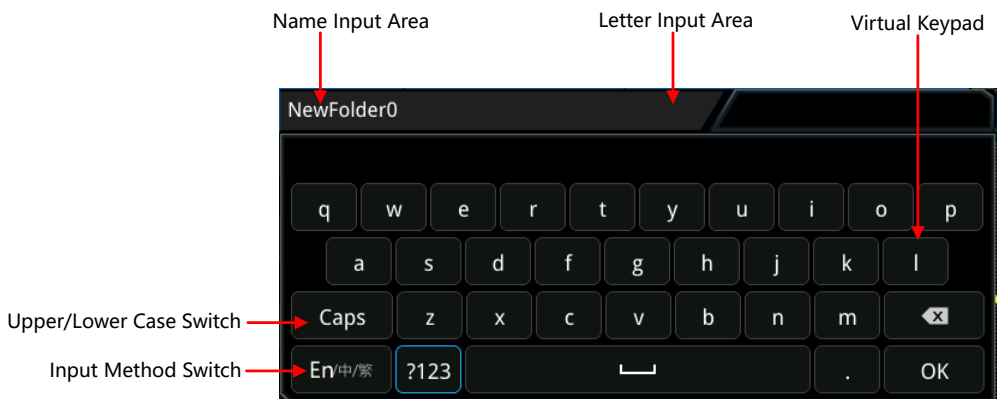 Name Input Area Letter Input Area Virtual Keypad
NewFolder0
q w e r t y u i o p
a s d f g h j k l
Upper/Lower Case Switch Caps z x c v b n m x
Input Method Switch En/中/繁 ?123 . OK